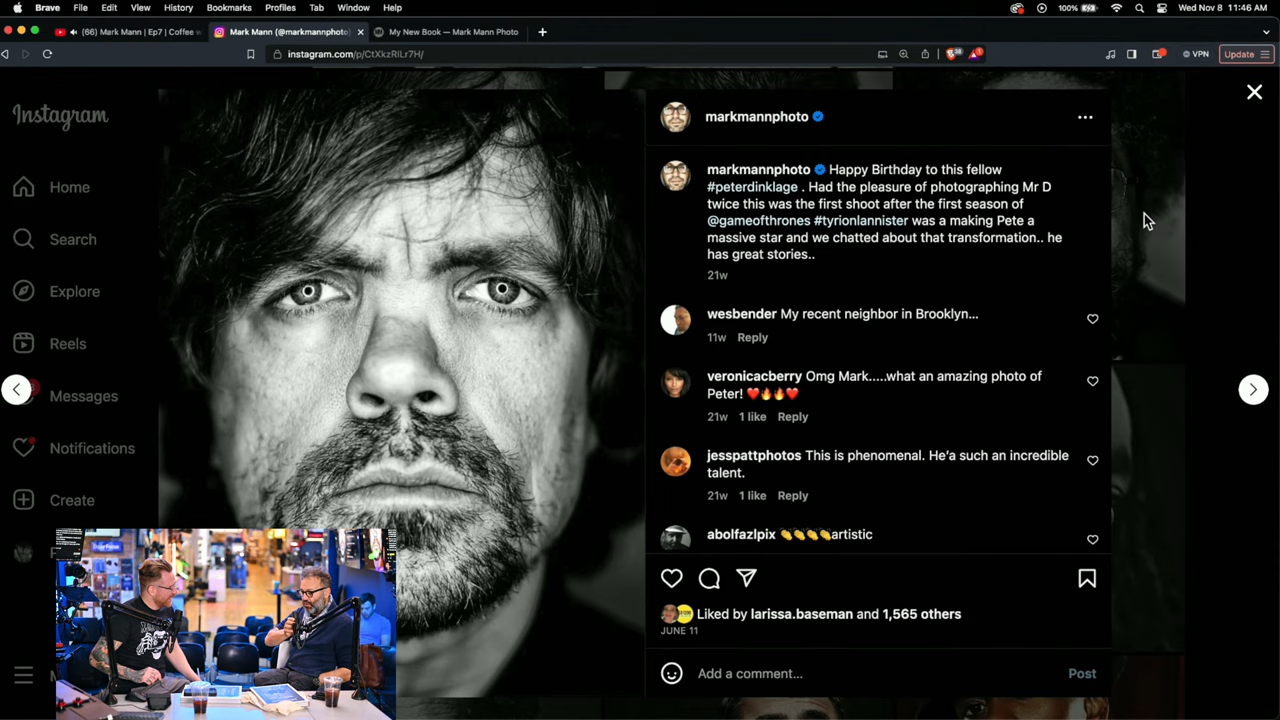 Brave File Edit View History Bookmarks Profiles Tab Window Help 100% Wed Nov 8 11:46 AM
(66) Mark Mann | Ep7 | Coffee w
Mark Mann (@markmannphoto)
My New Book — Mark Mann Photo
instagram.com/p/CtXkzRILr7H/
VPN
Update
Instagram
Home
Search
Explore
Reels
Messages
Notifications
Create
markmannphoto
markmannphoto Happy Birthday to this fellow
#peterdinklage . Had the pleasure of photographing Mr D
twice this was the first shoot after the first season of
@gameofthrones #tyrionlannister was a making Pete a
massive star and we chatted about that transformation.. he
has great stories..
21w
wesbender My recent neighbor in Brooklyn...
11w Reply
veronicacberry Omg Mark.....what an amazing photo of
Peter! ❤️🔥🔥❤️
21w 1 like Reply
jesspattphotos This is phenomenal. He'a such an incredible
talent.
21w 1 like Reply
abolfazlpix 👏👏👏👏artistic
Liked by larissa.baseman and 1,565 others
JUNE 11
Add a comment...
Post